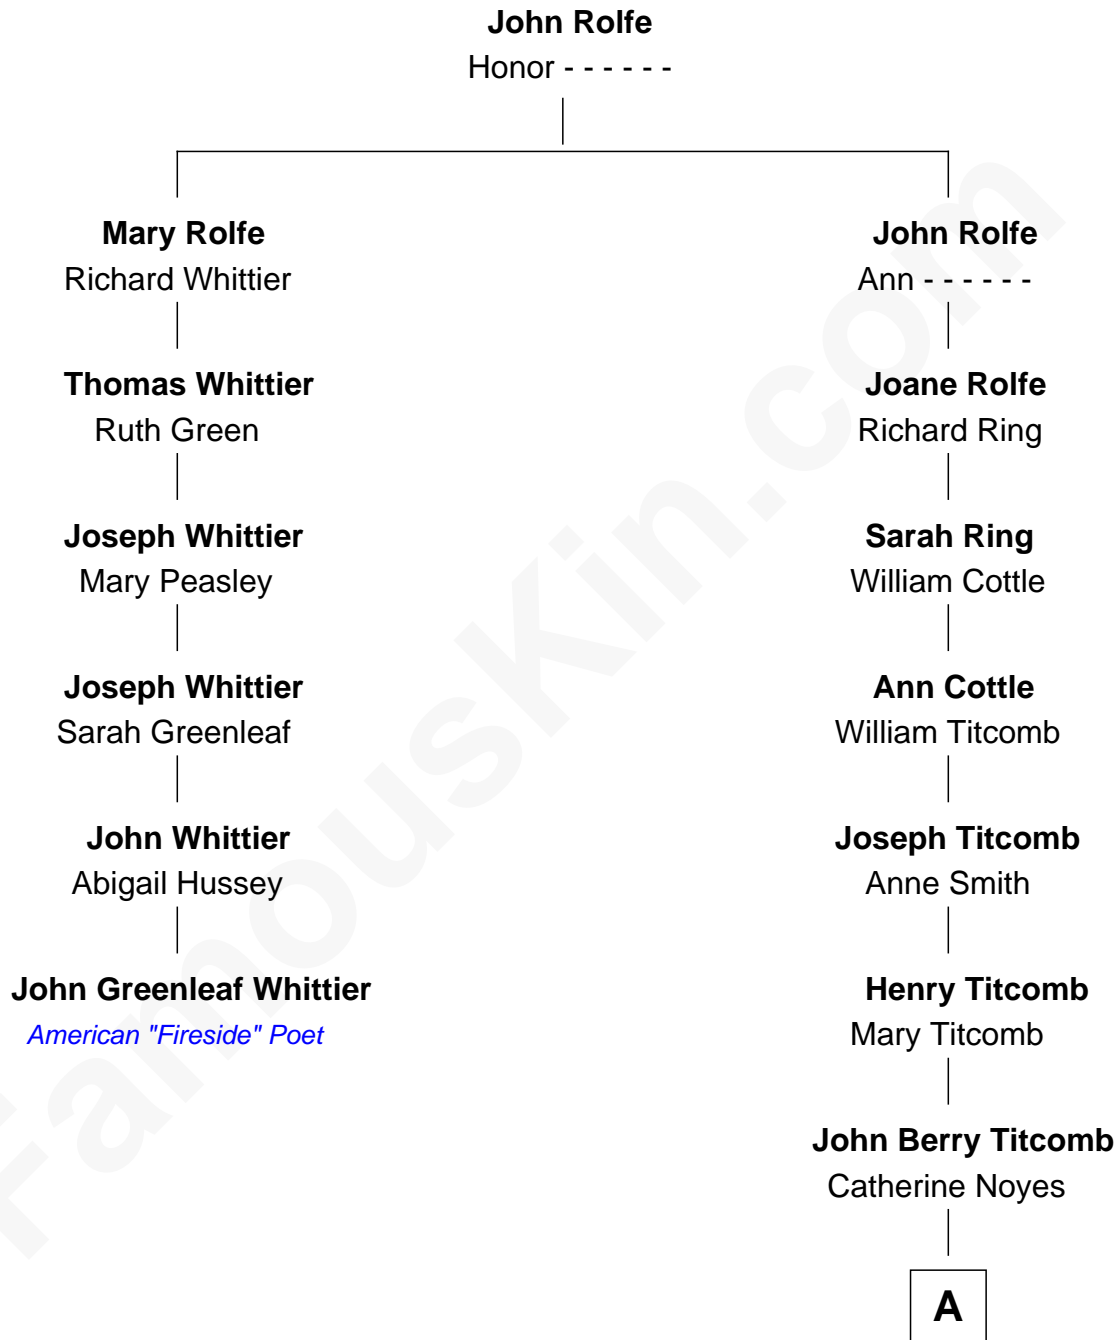 John Rolfe
Honor - - - - - -
Mary Rolfe
Richard Whittier
Thomas Whittier
Ruth Green
Joseph Whittier
Mary Peasley
Joseph Whittier
Sarah Greenleaf
John Whittier
Abigail Hussey
John Greenleaf Whittier
American "Fireside" Poet
John Rolfe
Ann - - - - - -
Joane Rolfe
Richard Ring
Sarah Ring
William Cottle
Ann Cottle
William Titcomb
Joseph Titcomb
Anne Smith
Henry Titcomb
Mary Titcomb
John Berry Titcomb
Catherine Noyes
A
FamousKin.com